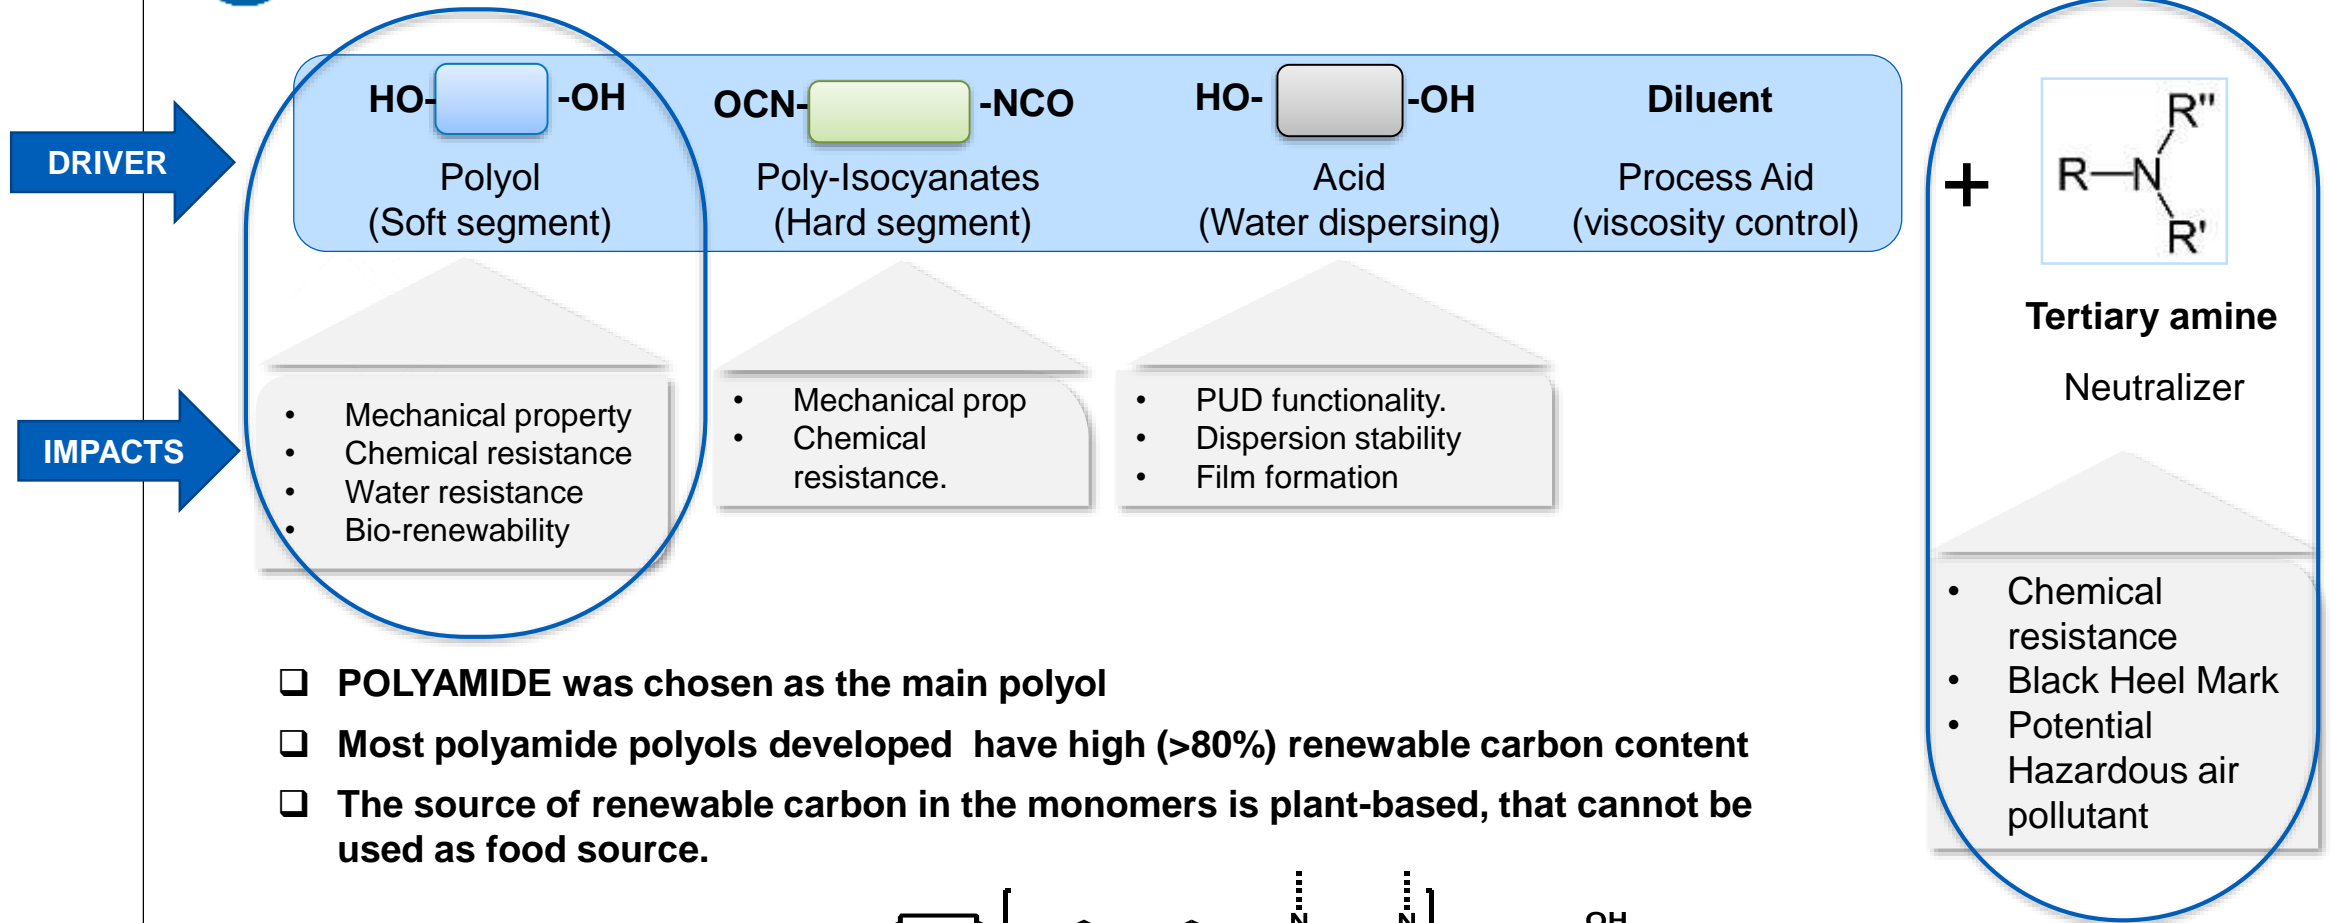 DRIVER
HO- -OH
Polyol
(Soft segment)
OCN- -NCO
Poly-Isocyanates
(Hard segment)
HO- -OH
Acid
(Water dispersing)
Diluent
Process Aid
(viscosity control)
+
R''
R—N
R'
Tertiary amine
Neutralizer
IMPACTS
• Mechanical property
• Chemical resistance
• Water resistance
• Bio-renewability
• Mechanical prop
• Chemical
resistance.
• PUD functionality.
• Dispersion stability
• Film formation
• Chemical
resistance
• Black Heel Mark
• Potential
Hazardous air
pollutant
❑ POLYAMIDE was chosen as the main polyol
❑ Most polyamide polyols developed have high (>80%) renewable carbon content
❑ The source of renewable carbon in the monomers is plant-based, that cannot be
used as food source.
N N OH